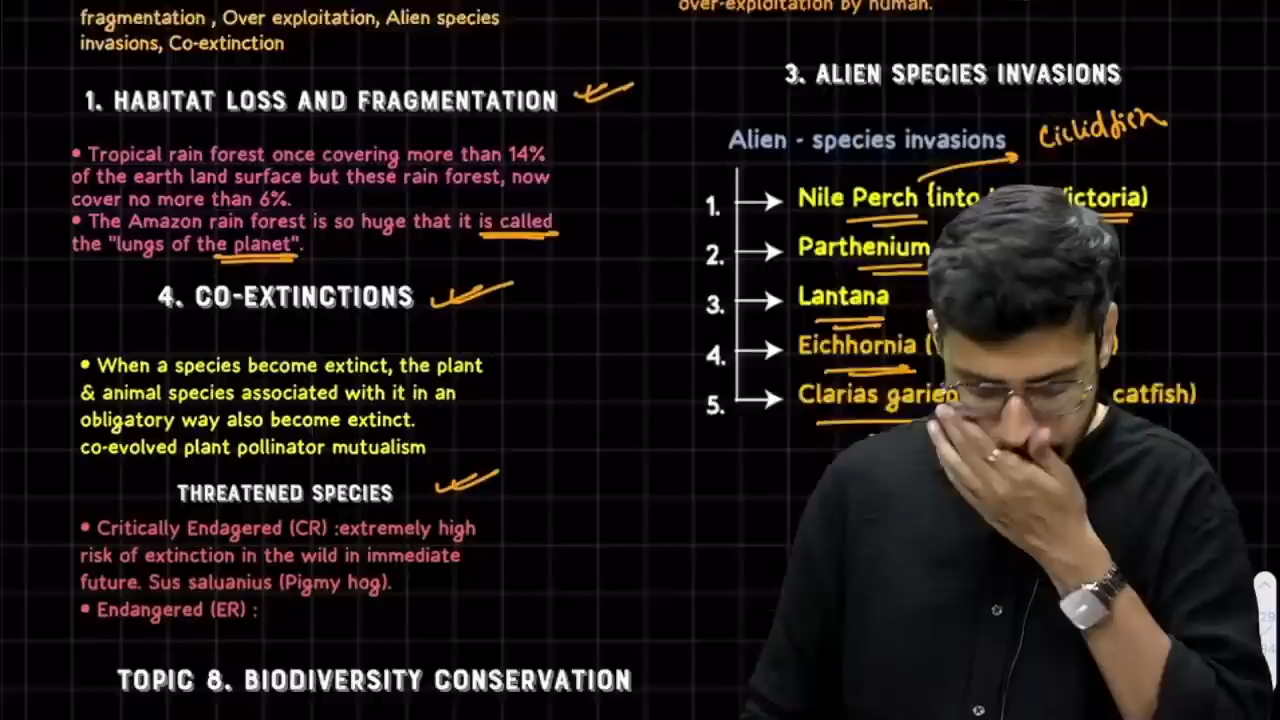 fragmentation , Over exploitation, Alien species
invasions, Co-extinction
1. HABITAT LOSS AND FRAGMENTATION
• Tropical rain forest once covering more than 14%
of the earth land surface but these rain forest, now
cover no more than 6%.
• The Amazon rain forest is so huge that it is called
the "lungs of the planet".
4. CO-EXTINCTIONS
• When a species become extinct, the plant
& animal species associated with it in an
obligatory way also become extinct.
co-evolved plant pollinator mutualism
THREATENED SPECIES
• Critically Endagered (CR) :extremely high
risk of extinction in the wild in immediate
future. Sus saluanius (Pigmy hog).
• Endangered (ER) :
TOPIC 8. BIODIVERSITY CONSERVATION
over-exploitation by human.
3. ALIEN SPECIES INVASIONS
Alien - species invasions
1. Nile Perch {into
2. Parthenium
3. Lantana
4. Eichhornia (
5. Clarias catfish)